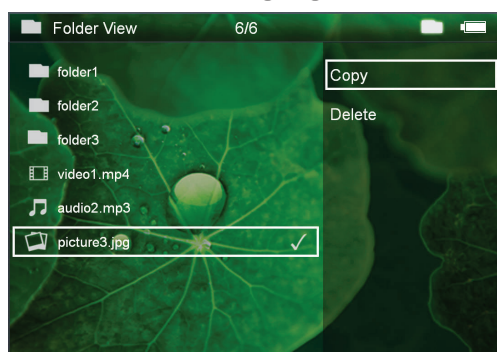 Folder View 6/6
folder1
folder2
folder3
video1.mp4
audio2.mp3
picture3.jpg
Copy
Delete